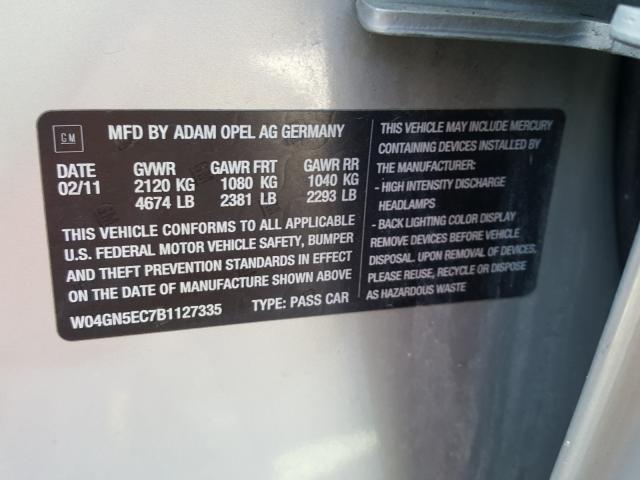 GM
MFD BY ADAM OPEL AG GERMANY
DATE GVWR GAWR FRT GAWR RR
02/11 2120 KG 1080 KG 1040 KG
4674 LB 2381 LB 2293 LB
THIS VEHICLE CONFORMS TO ALL APPLICABLE
U.S. FEDERAL MOTOR VEHICLE SAFETY, BUMPER
AND THEFT PREVENTION STANDARDS IN EFFECT
ON THE DATE OF MANUFACTURE SHOWN ABOVE
W04GN5EC7B1127335 TYPE: PASS CAR
THIS VEHICLE MAY INCLUDE MERCURY
CONTAINING DEVICES INSTALLED BY
THE MANUFACTURER:
- HIGH INTENSITY DISCHARGE
HEADLAMPS
- BACK LIGHTING COLOR DISPLAY
REMOVE DEVICES BEFORE VEHICLE
DISPOSAL. UPON REMOVAL OF DEVICES,
PLEASE REUSE, RECYCLE OR DISPOSE
AS HAZARDOUS WASTE